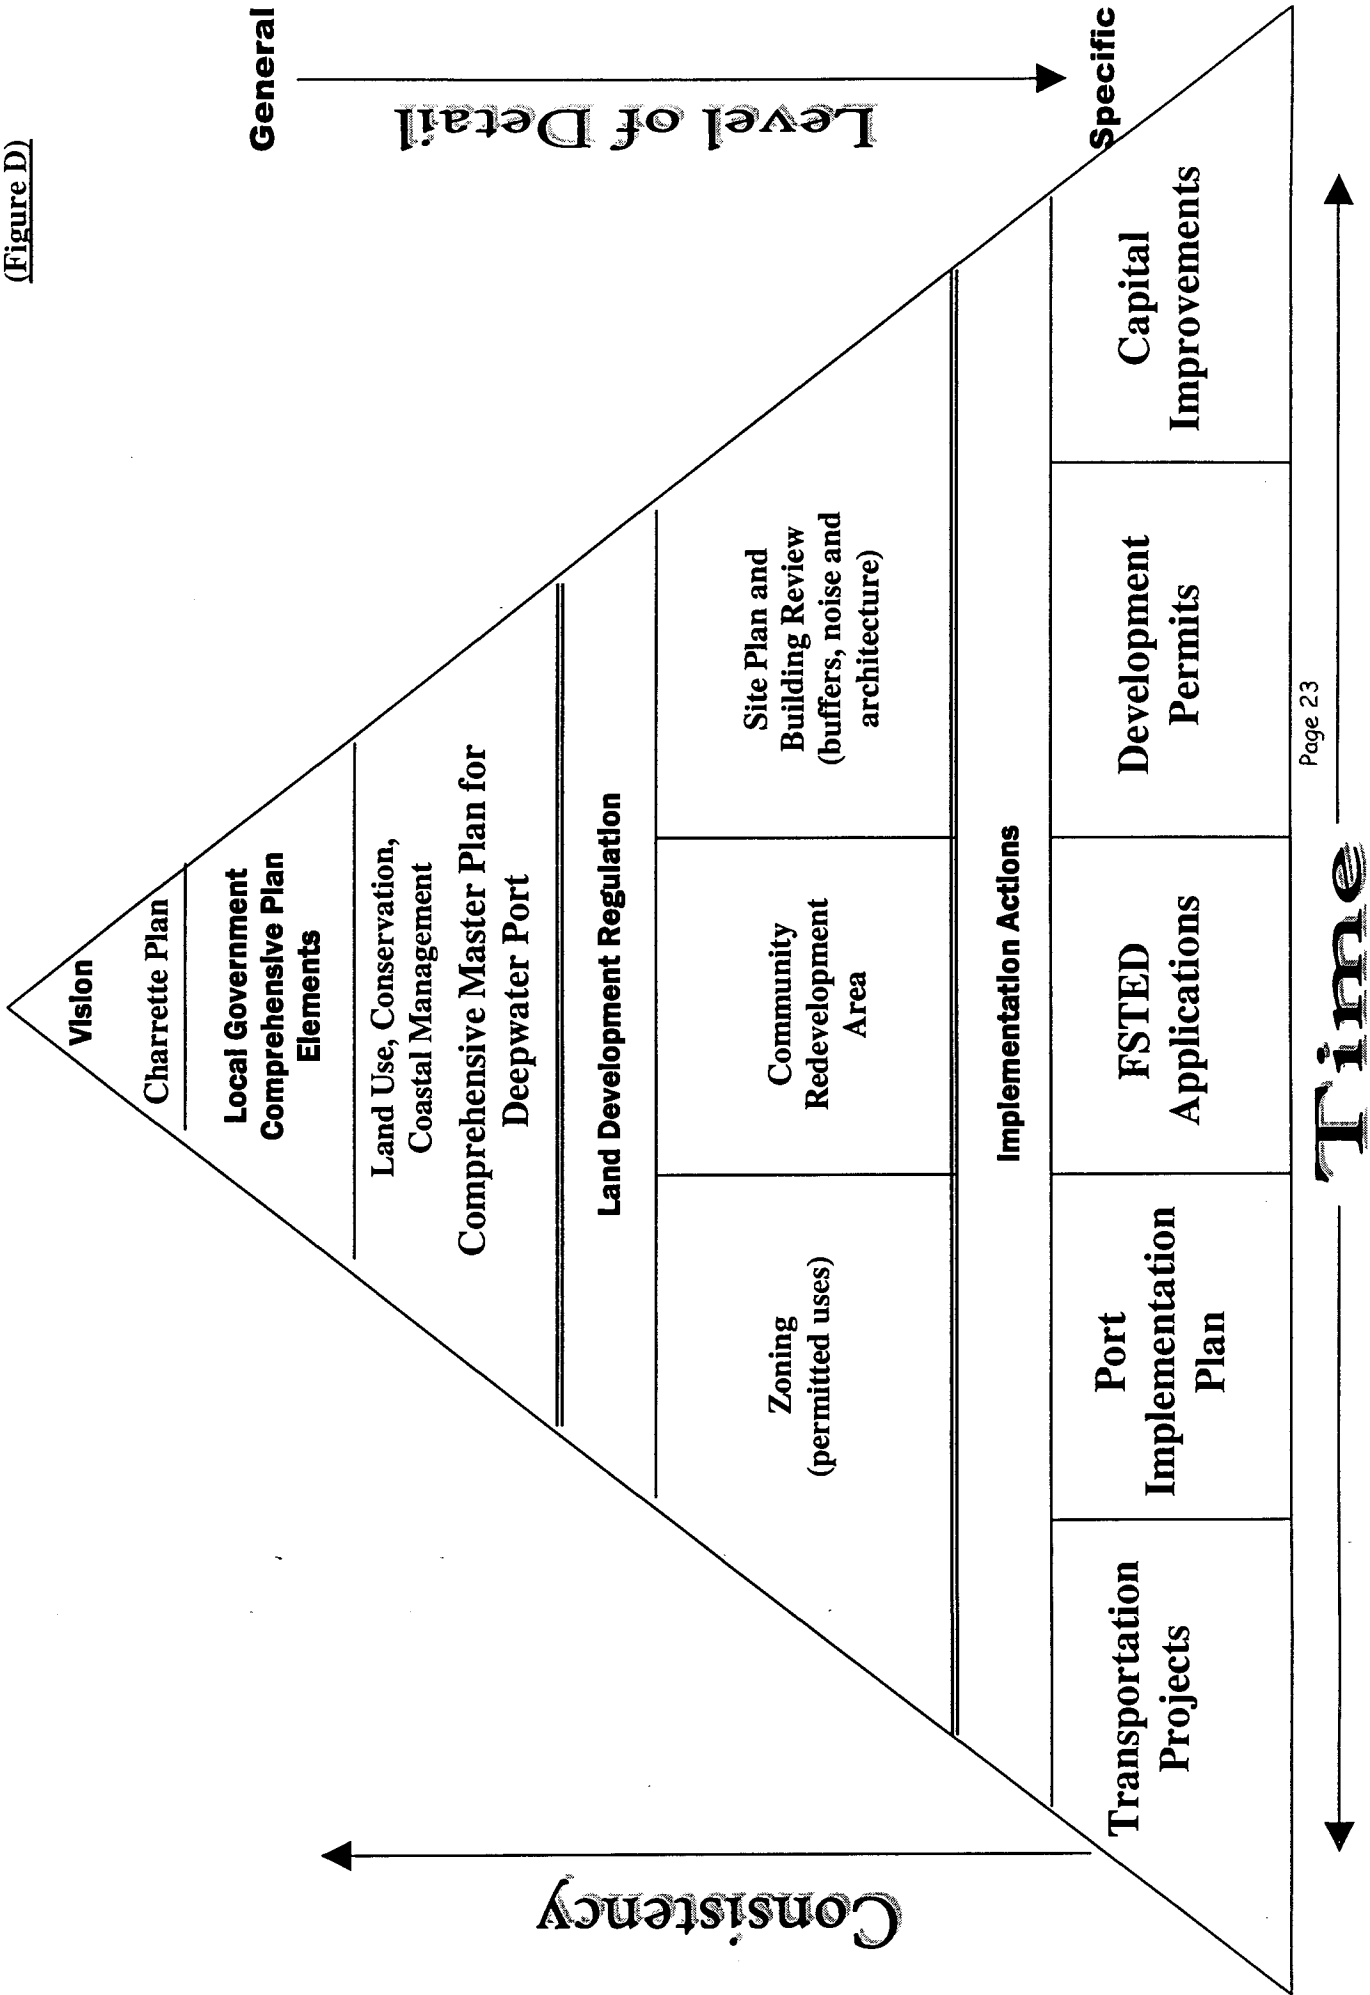 (Figure D)
General
Level of Detail
Specific
Vision
Charrette Plan
Local Government
Comprehensive Plan
Elements
Land Use, Conservation,
Coastal Management
Comprehensive Master Plan for
Deepwater Port
Land Development Regulation
Zoning
(permitted uses)
Community
Redevelopment
Area
Site Plan and
Building Review
(buffers, noise and
architecture)
Implementation Actions
Transportation
Projects
Port
Implementation
Plan
FSTED
Applications
Development
Permits
Capital
Improvements
Consistency
Time
Page 23